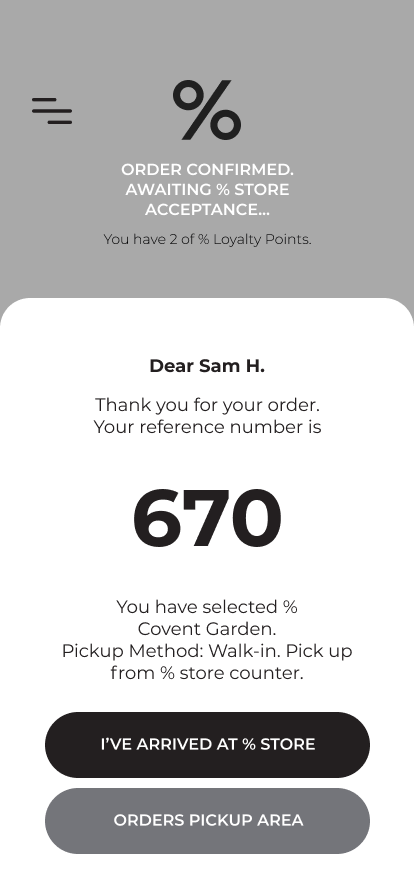 %
ORDER CONFIRMED.
AWAITING % STORE
ACCEPTANCE...
You have 2 of % Loyalty Points.
Dear Sam H.
Thank you for your order.
Your reference number is
670
You have selected %
Covent Garden.
Pickup Method: Walk-in. Pick up
from % store counter.
I’VE ARRIVED AT % STORE
ORDERS PICKUP AREA